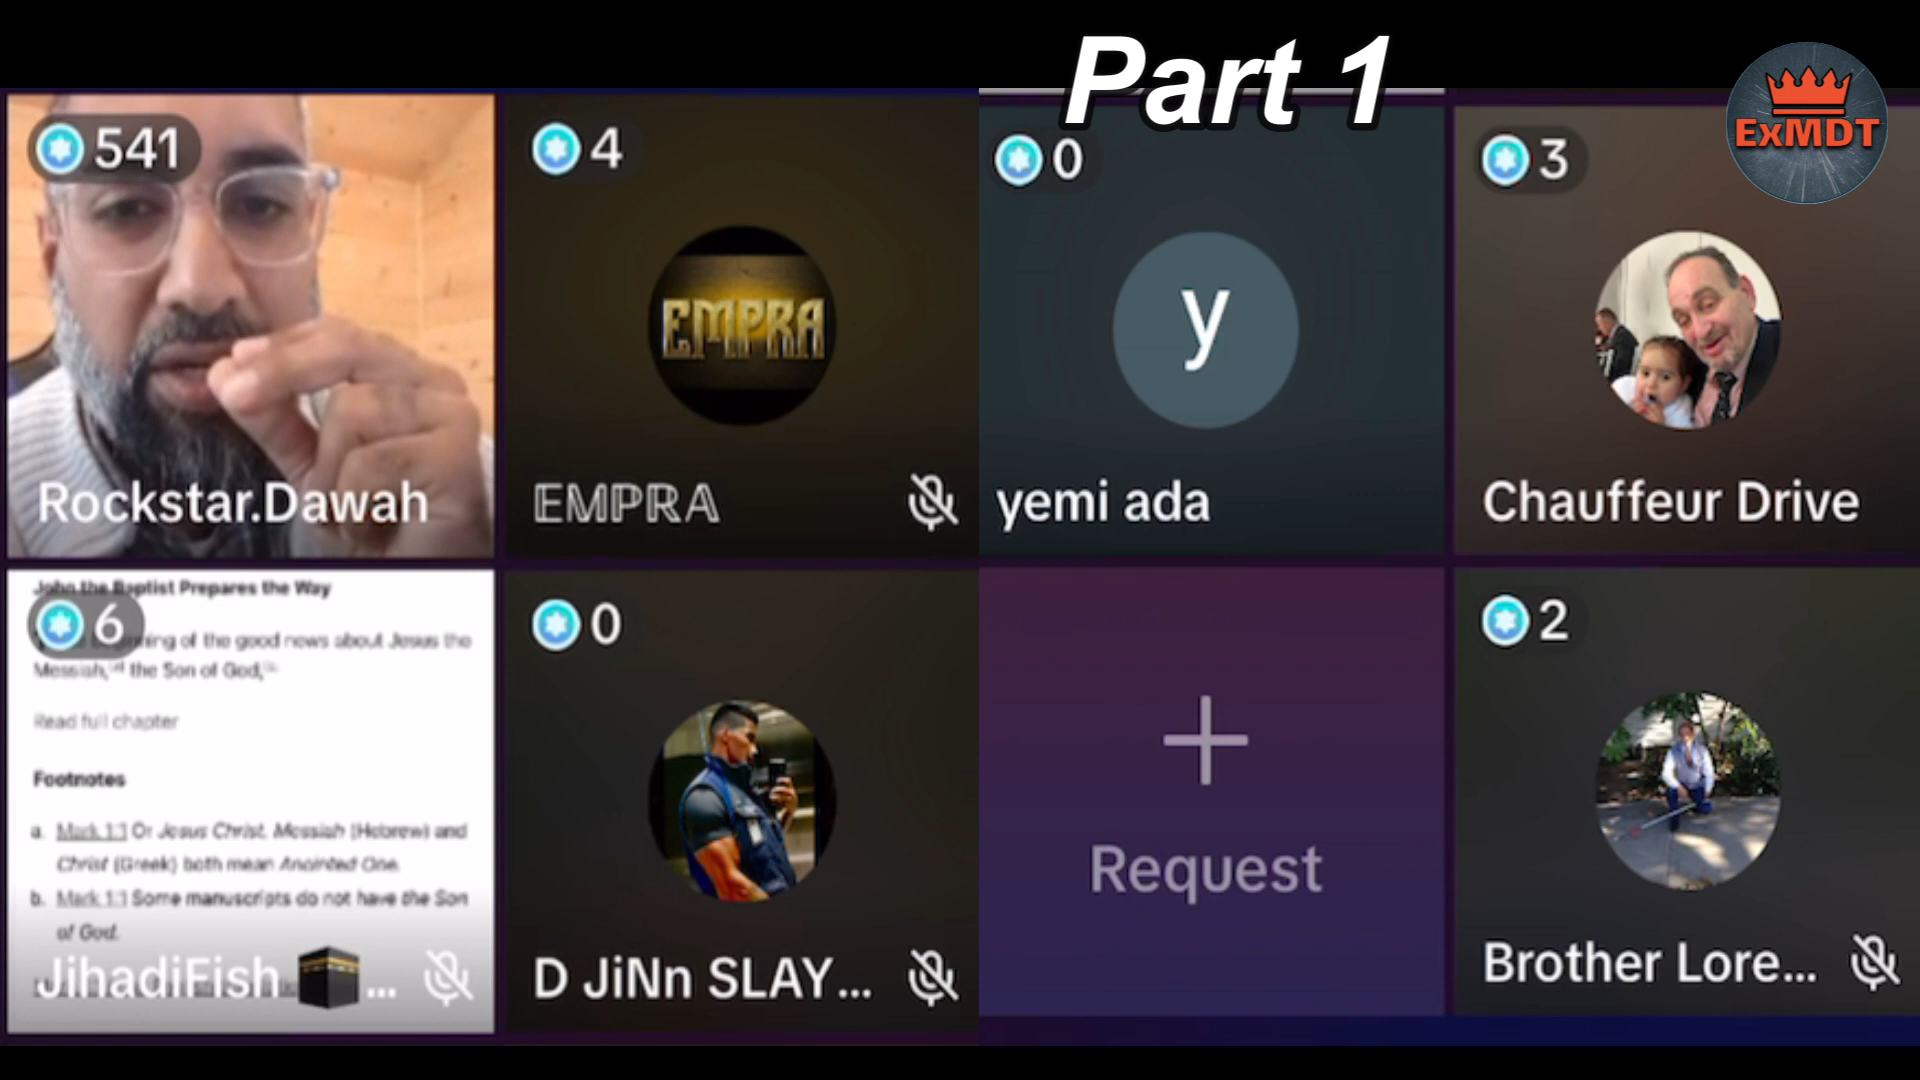 Part 1
ExMDT
541
4
0
3
EMPRA
y
Rockstar.Dawah
EMPRA
yemi ada
Chauffeur Drive
John the Baptist Prepares the Way
6
of the good news about Jesus the
Messiah, the Son of God,
Read full chapter
Footnotes
a. Mark 1:1 Or Jesus Christ. Messiah (Hebrew) and
Christ (Greek) both mean Anointed One.
b. Mark 1:1 Some manuscripts do not have the Son
of God.
JihadiFish ...
0
D JiNn SLAY...
Request
2
Brother Lore...